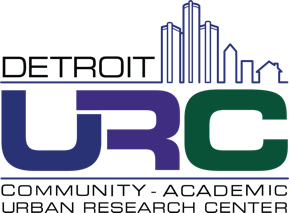 DETROIT
URC
COMMUNITY - ACADEMIC
URBAN RESEARCH CENTER